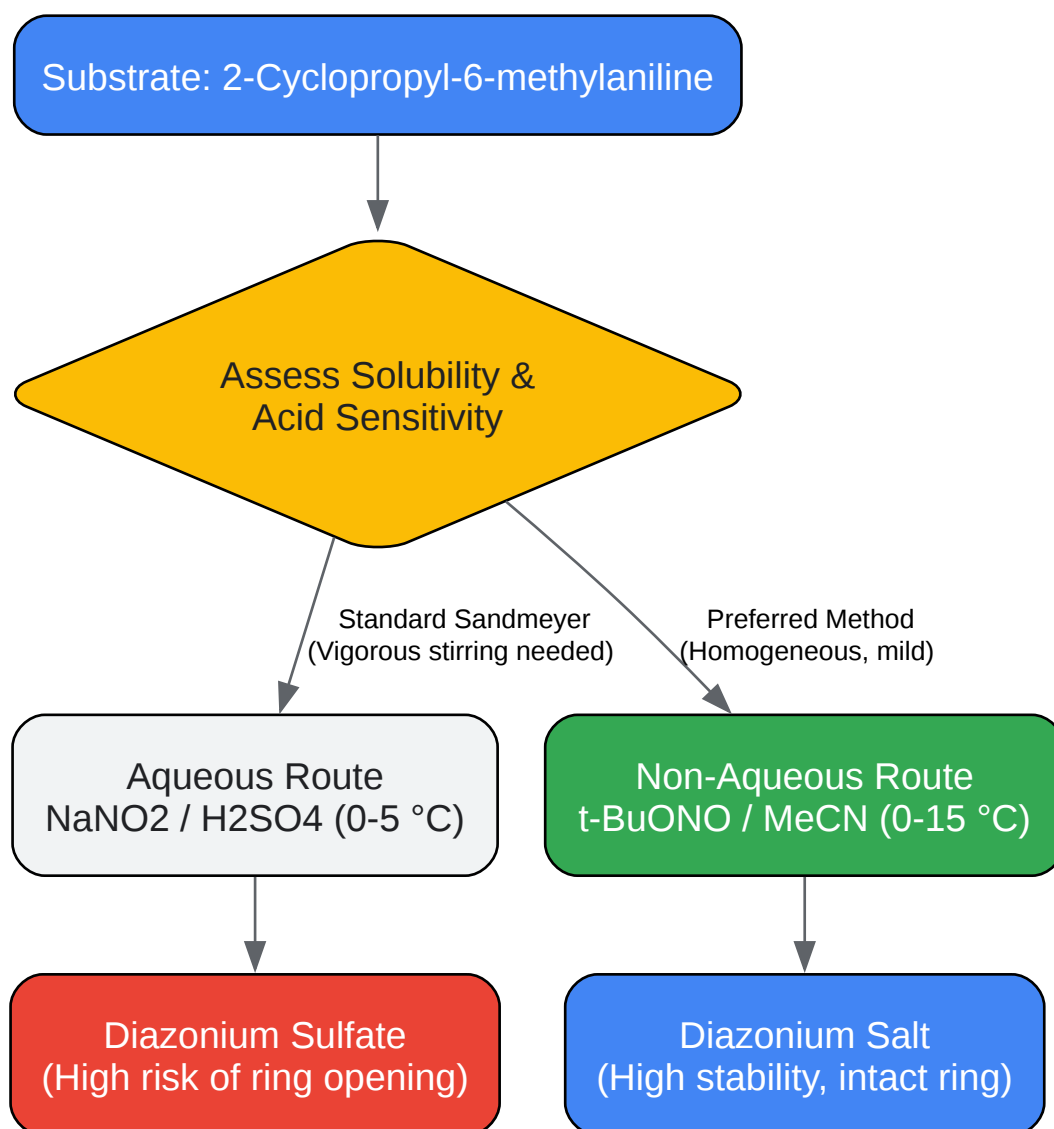 Substrate: 2-Cyclopropyl-6-methylaniline
Assess Solubility &
Acid Sensitivity
Standard Sandmeyer
(Vigorous stirring needed)
Preferred Method
(Homogeneous, mild)
Aqueous Route
NaNO2 / H2SO4 (0-5 °C)
Non-Aqueous Route
t-BuONO / MeCN (0-15 °C)
Diazonium Sulfate
(High risk of ring opening)
Diazonium Salt
(High stability, intact ring)